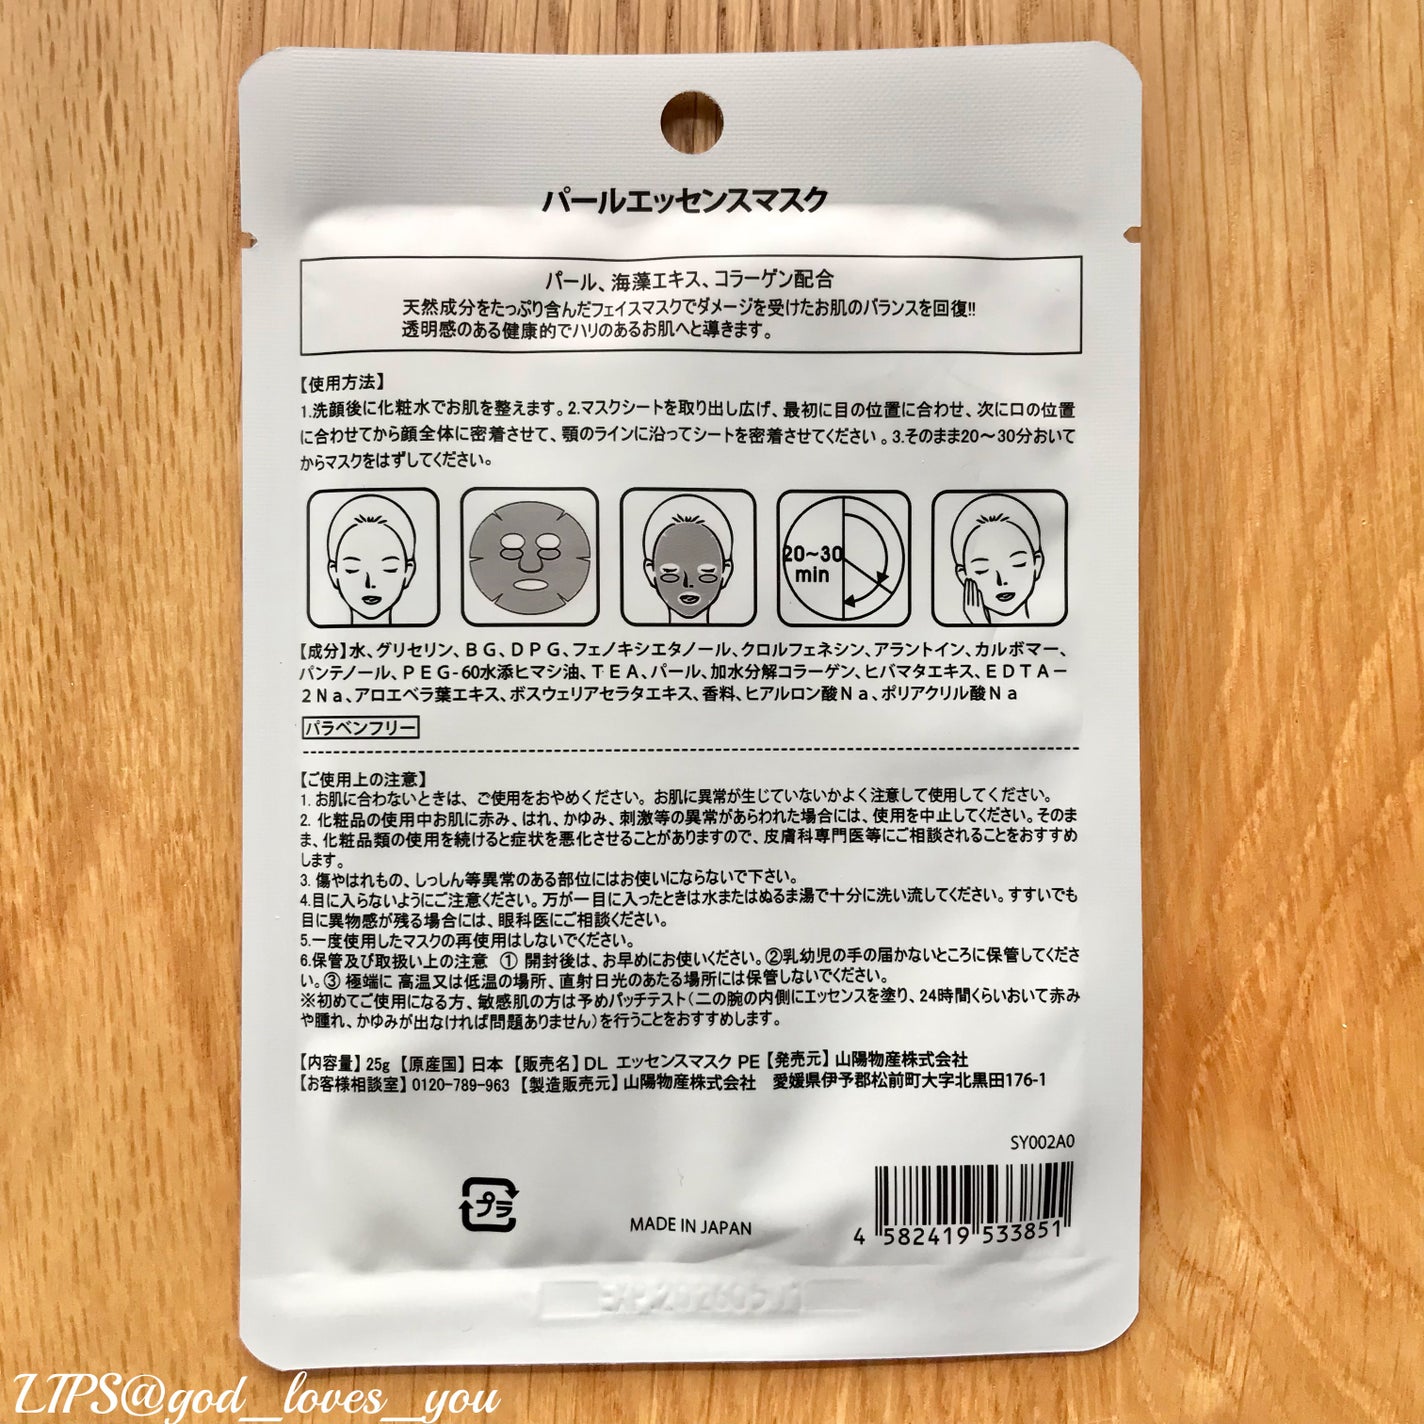 パールエッセンスマスク
パール、海藻エキス、コラーゲン配合
天然成分をたっぷり含んだフェイスマスクでダメージを受けたお肌のバランスを回復!!
透明感のある健康的でハリのあるお肌へと導きます。
【使用方法】
1.洗顔後に化粧水でお肌を整えます。2.マスクシートを取り出し広げ、最初に目の位置に合わせ、次に口の位置
に合わせてから顔全体に密着させて、顎のラインに沿ってシートを密着させてください。3.そのまま20〜30分おいて
からマスクをはずしてください。
20~30
min
【成分】水、グリセリン、BG、DPG、フェノキシエタノール、クロルフェネシン、アラントイン、カルボマー、
パンテノール、PEG-60水添ヒマシ油、TEA、パール、加水分解コラーゲン、ヒバマタエキス、EDTA−
2Na、アロエベラ葉エキス、ボスウェリアセラタエキス、香料、ヒアルロン酸Na、ポリアクリル酸Na
パラベンフリー
【ご使用上の注意】
1. お肌に合わないときは、ご使用をおやめください。お肌に異常が生じていないかよく注意して使用してください。
2. 化粧品の使用中お肌に赤み、はれ、かゆみ、刺激等の異常があらわれた場合には、使用を中止してください。そのま
ま、化粧品類の使用を続けると症状を悪化させることがありますので、皮膚科専門医等にご相談されることをおすすめ
します。
3. 傷やはれもの、しっしん等異常のある部位にはお使いにならないで下さい。
4.目に入らないようにご注意ください。万が一目に入ったときは水またはぬるま湯で十分に洗い流してください。すすいでも
目に異物感が残る場合には、眼科医にご相談ください。
5.一度使用したマスクの再使用はしないでください。
6.保管及び取扱い上の注意 ① 開封後は、お早めにお使いください。②乳幼児の手の届かないところに保管してくださ
い。③ 極端に 高温又は低温の場所、直射日光のあたる場所には保管しないでください。
※初めてご使用になる方、敏感肌の方は予めパッチテスト(二の腕の内側にエッセンスを塗り、24時間くらいおいて赤み
や腫れ、かゆみが出なければ問題ありません)を行うことをおすすめします。
【内容量】25g 【原産国】日本 【販売名】DL エッセンスマスク PE 【発売元】山陽物産株式会社
【お客様相談室】0120-789-963 【製造販売元】山陽物産株式会社 愛媛県伊予郡松前町大字北黒田176-1
SY002A0
プラ
MADE IN JAPAN
4 582419 533851
LIPS@god_loves_you